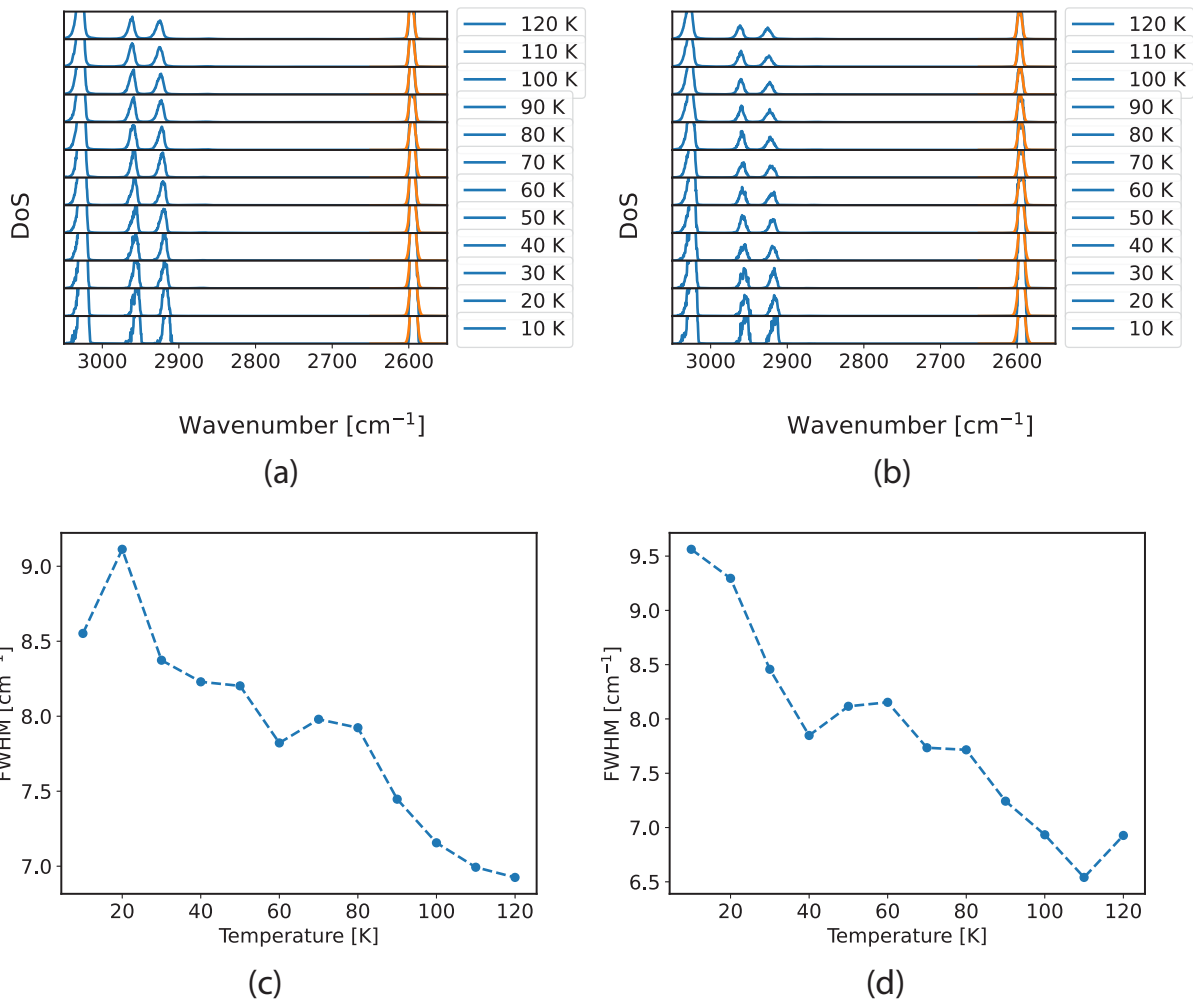 120 K
110 K
100 K
90 K
80 K
70 K
60 K
50 K
40 K
30 K
20 K
10 K
DoS
3000 2900 2800 2700 2600
Wavenumber [cm⁻¹]
(a)
120 K
110 K
100 K
90 K
80 K
70 K
60 K
50 K
40 K
30 K
20 K
10 K
DoS
3000 2900 2800 2700 2600
Wavenumber [cm⁻¹]
(b)
9.0
8.5
8.0
7.5
7.0
FWHM [cm⁻¹]
20 40 60 80 100 120
Temperature [K]
(c)
9.5
9.0
8.5
8.0
7.5
7.0
6.5
FWHM [cm⁻¹]
20 40 60 80 100 120
Temperature [K]
(d)